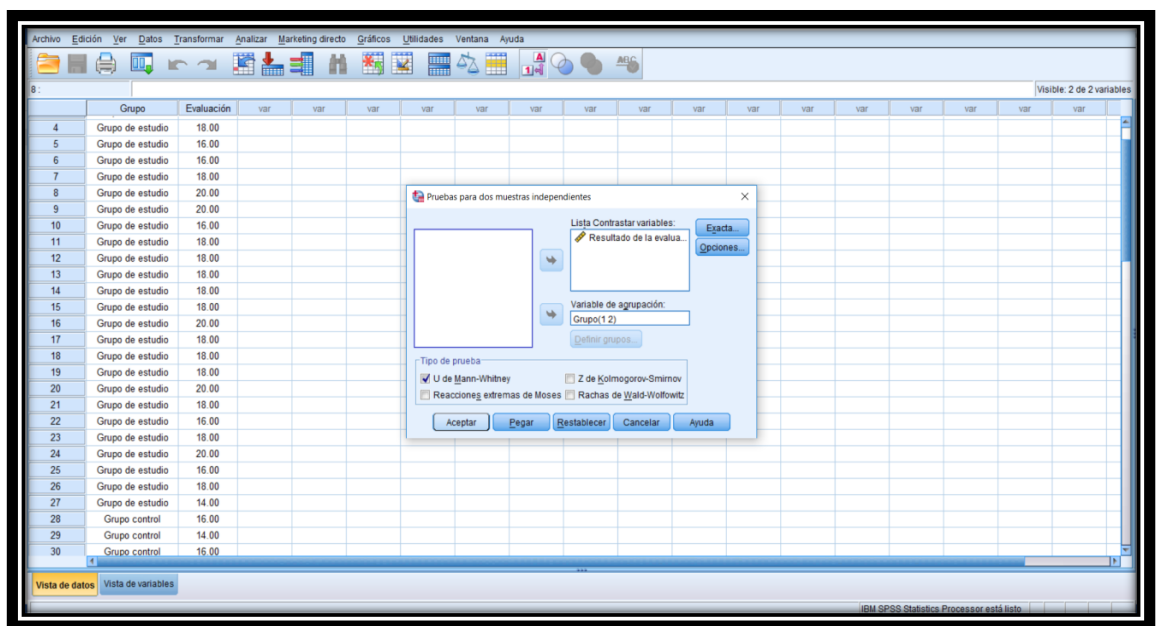 Archivo Edición Ver Datos Transformar Analizar Marketing directo Gráficos Utilidades Ventana Ayuda
8 :
Visible: 2 de 2 variables
Grupo Evaluación var var var var var var var var var var var var var var var var
4 Grupo de estudio 18.00
5 Grupo de estudio 16.00
6 Grupo de estudio 16.00
7 Grupo de estudio 18.00
8 Grupo de estudio 20.00
9 Grupo de estudio 20.00
10 Grupo de estudio 16.00
11 Grupo de estudio 18.00
12 Grupo de estudio 18.00
13 Grupo de estudio 18.00
14 Grupo de estudio 18.00
15 Grupo de estudio 18.00
16 Grupo de estudio 20.00
17 Grupo de estudio 18.00
18 Grupo de estudio 18.00
19 Grupo de estudio 18.00
20 Grupo de estudio 20.00
21 Grupo de estudio 18.00
22 Grupo de estudio 16.00
23 Grupo de estudio 18.00
24 Grupo de estudio 20.00
25 Grupo de estudio 16.00
26 Grupo de estudio 18.00
27 Grupo de estudio 14.00
28 Grupo control 16.00
29 Grupo control 14.00
30 Grupo control 16.00
Pruebas para dos muestras independientes
Lista Contrastar variables:
Resultado de la evalua...
Exacta...
Opciones...
Variable de agrupación:
Grupo(1 2)
Definir grupos...
Tipo de prueba
U de Mann-Whitney Z de Kolmogorov-Smirnov
Reacciones extremas de Moses Rachas de Wald-Wolfowitz
Aceptar Pegar Restablecer Cancelar Ayuda
Vista de datos Vista de variables
IBM SPSS Statistics Processor está listo